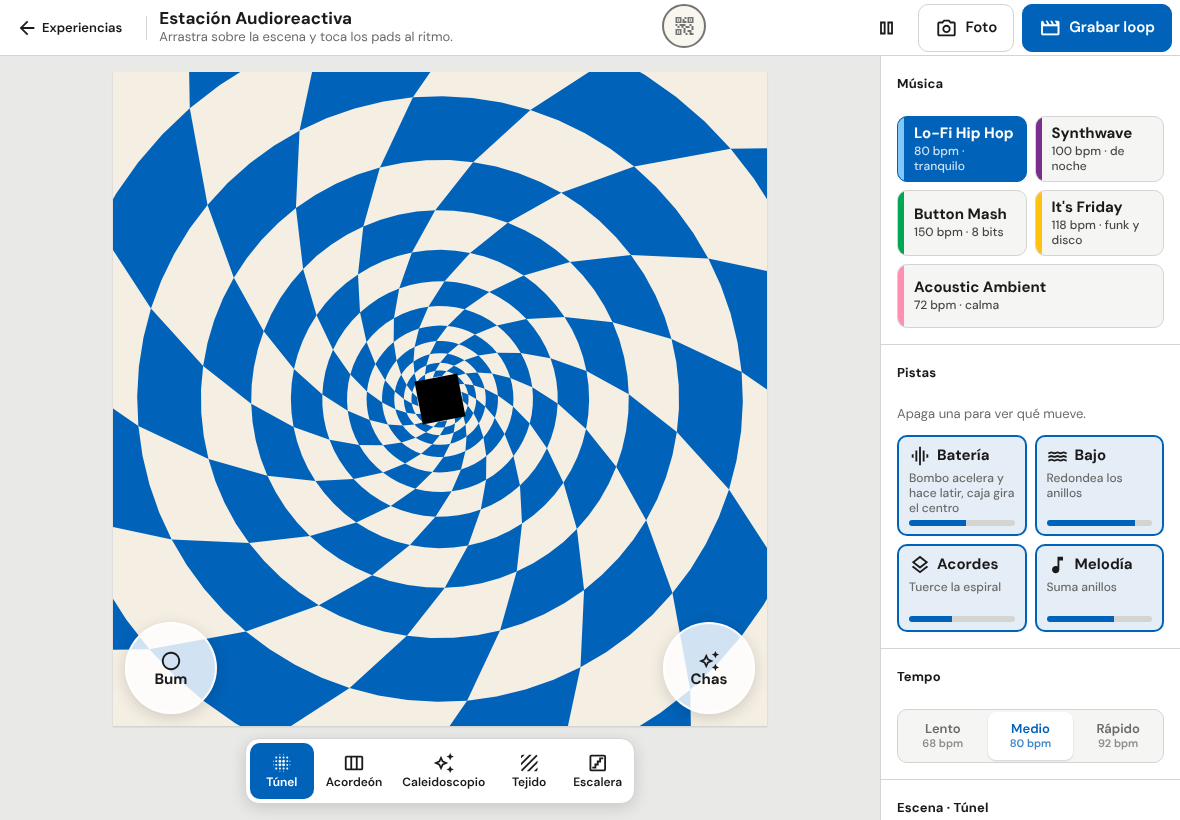 Experiencias
Estación Audioreactiva
Arrastra sobre la escena y toca los pads al ritmo.
Foto
Grabar loop
Bum
Chas
Túnel
Acordeón
Caleidoscopio
Tejido
Escalera
Música
Lo-Fi Hip Hop
80 bpm ·
tranquilo
Synthwave
100 bpm · de
noche
Button Mash
150 bpm · 8 bits
It's Friday
118 bpm · funk y
disco
Acoustic Ambient
72 bpm · calma
Pistas
Apaga una para ver qué mueve.
Batería
Bombo acelera y
hace latir, caja gira
el centro
Bajo
Redondea los
anillos
Acordes
Tuerce la espiral
Melodía
Suma anillos
Tempo
Lento
68 bpm
Medio
80 bpm
Rápido
92 bpm
Escena · Túnel